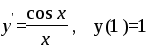 y' = cos x / x ,   y(1)=1